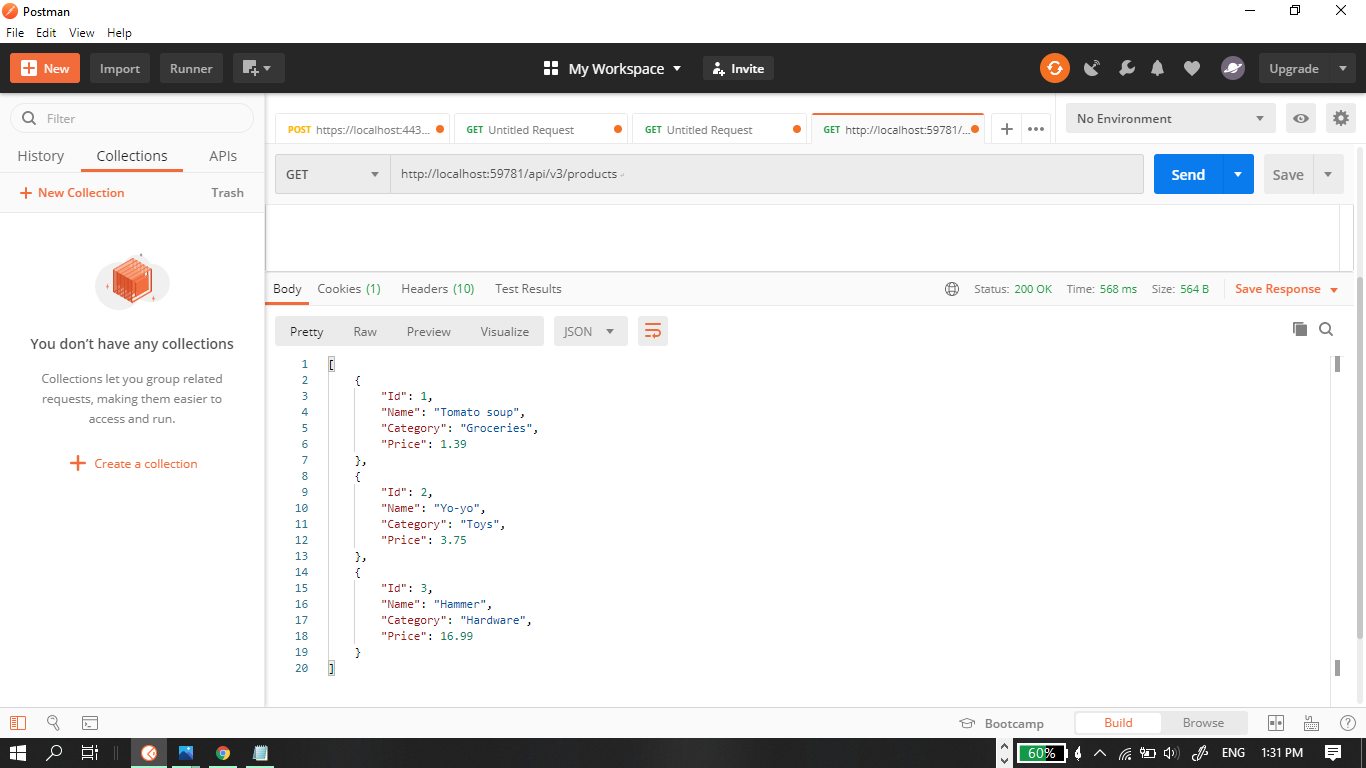 Postman
File Edit View Help
New Import Runner My Workspace Invite Upgrade
Filter
History Collections APIs
New Collection Trash
You don’t have any collections
Collections let you group related
requests, making them easier to
access and run.
Create a collection
POST https://localhost:443... GET Untitled Request GET Untitled Request GET http://localhost:59781/... No Environment
GET http://localhost:59781/api/v3/products Send Save
Body Cookies (1) Headers (10) Test Results Status: 200 OK Time: 568 ms Size: 564 B Save Response
Pretty Raw Preview Visualize JSON
1 [
2 {
3 "Id": 1,
4 "Name": "Tomato soup",
5 "Category": "Groceries",
6 "Price": 1.39
7 },
8 {
9 "Id": 2,
10 "Name": "Yo-yo",
11 "Category": "Toys",
12 "Price": 3.75
13 },
14 {
15 "Id": 3,
16 "Name": "Hammer",
17 "Category": "Hardware",
18 "Price": 16.99
19 }
20 ]
Bootcamp Build Browse
60% ENG 1:31 PM